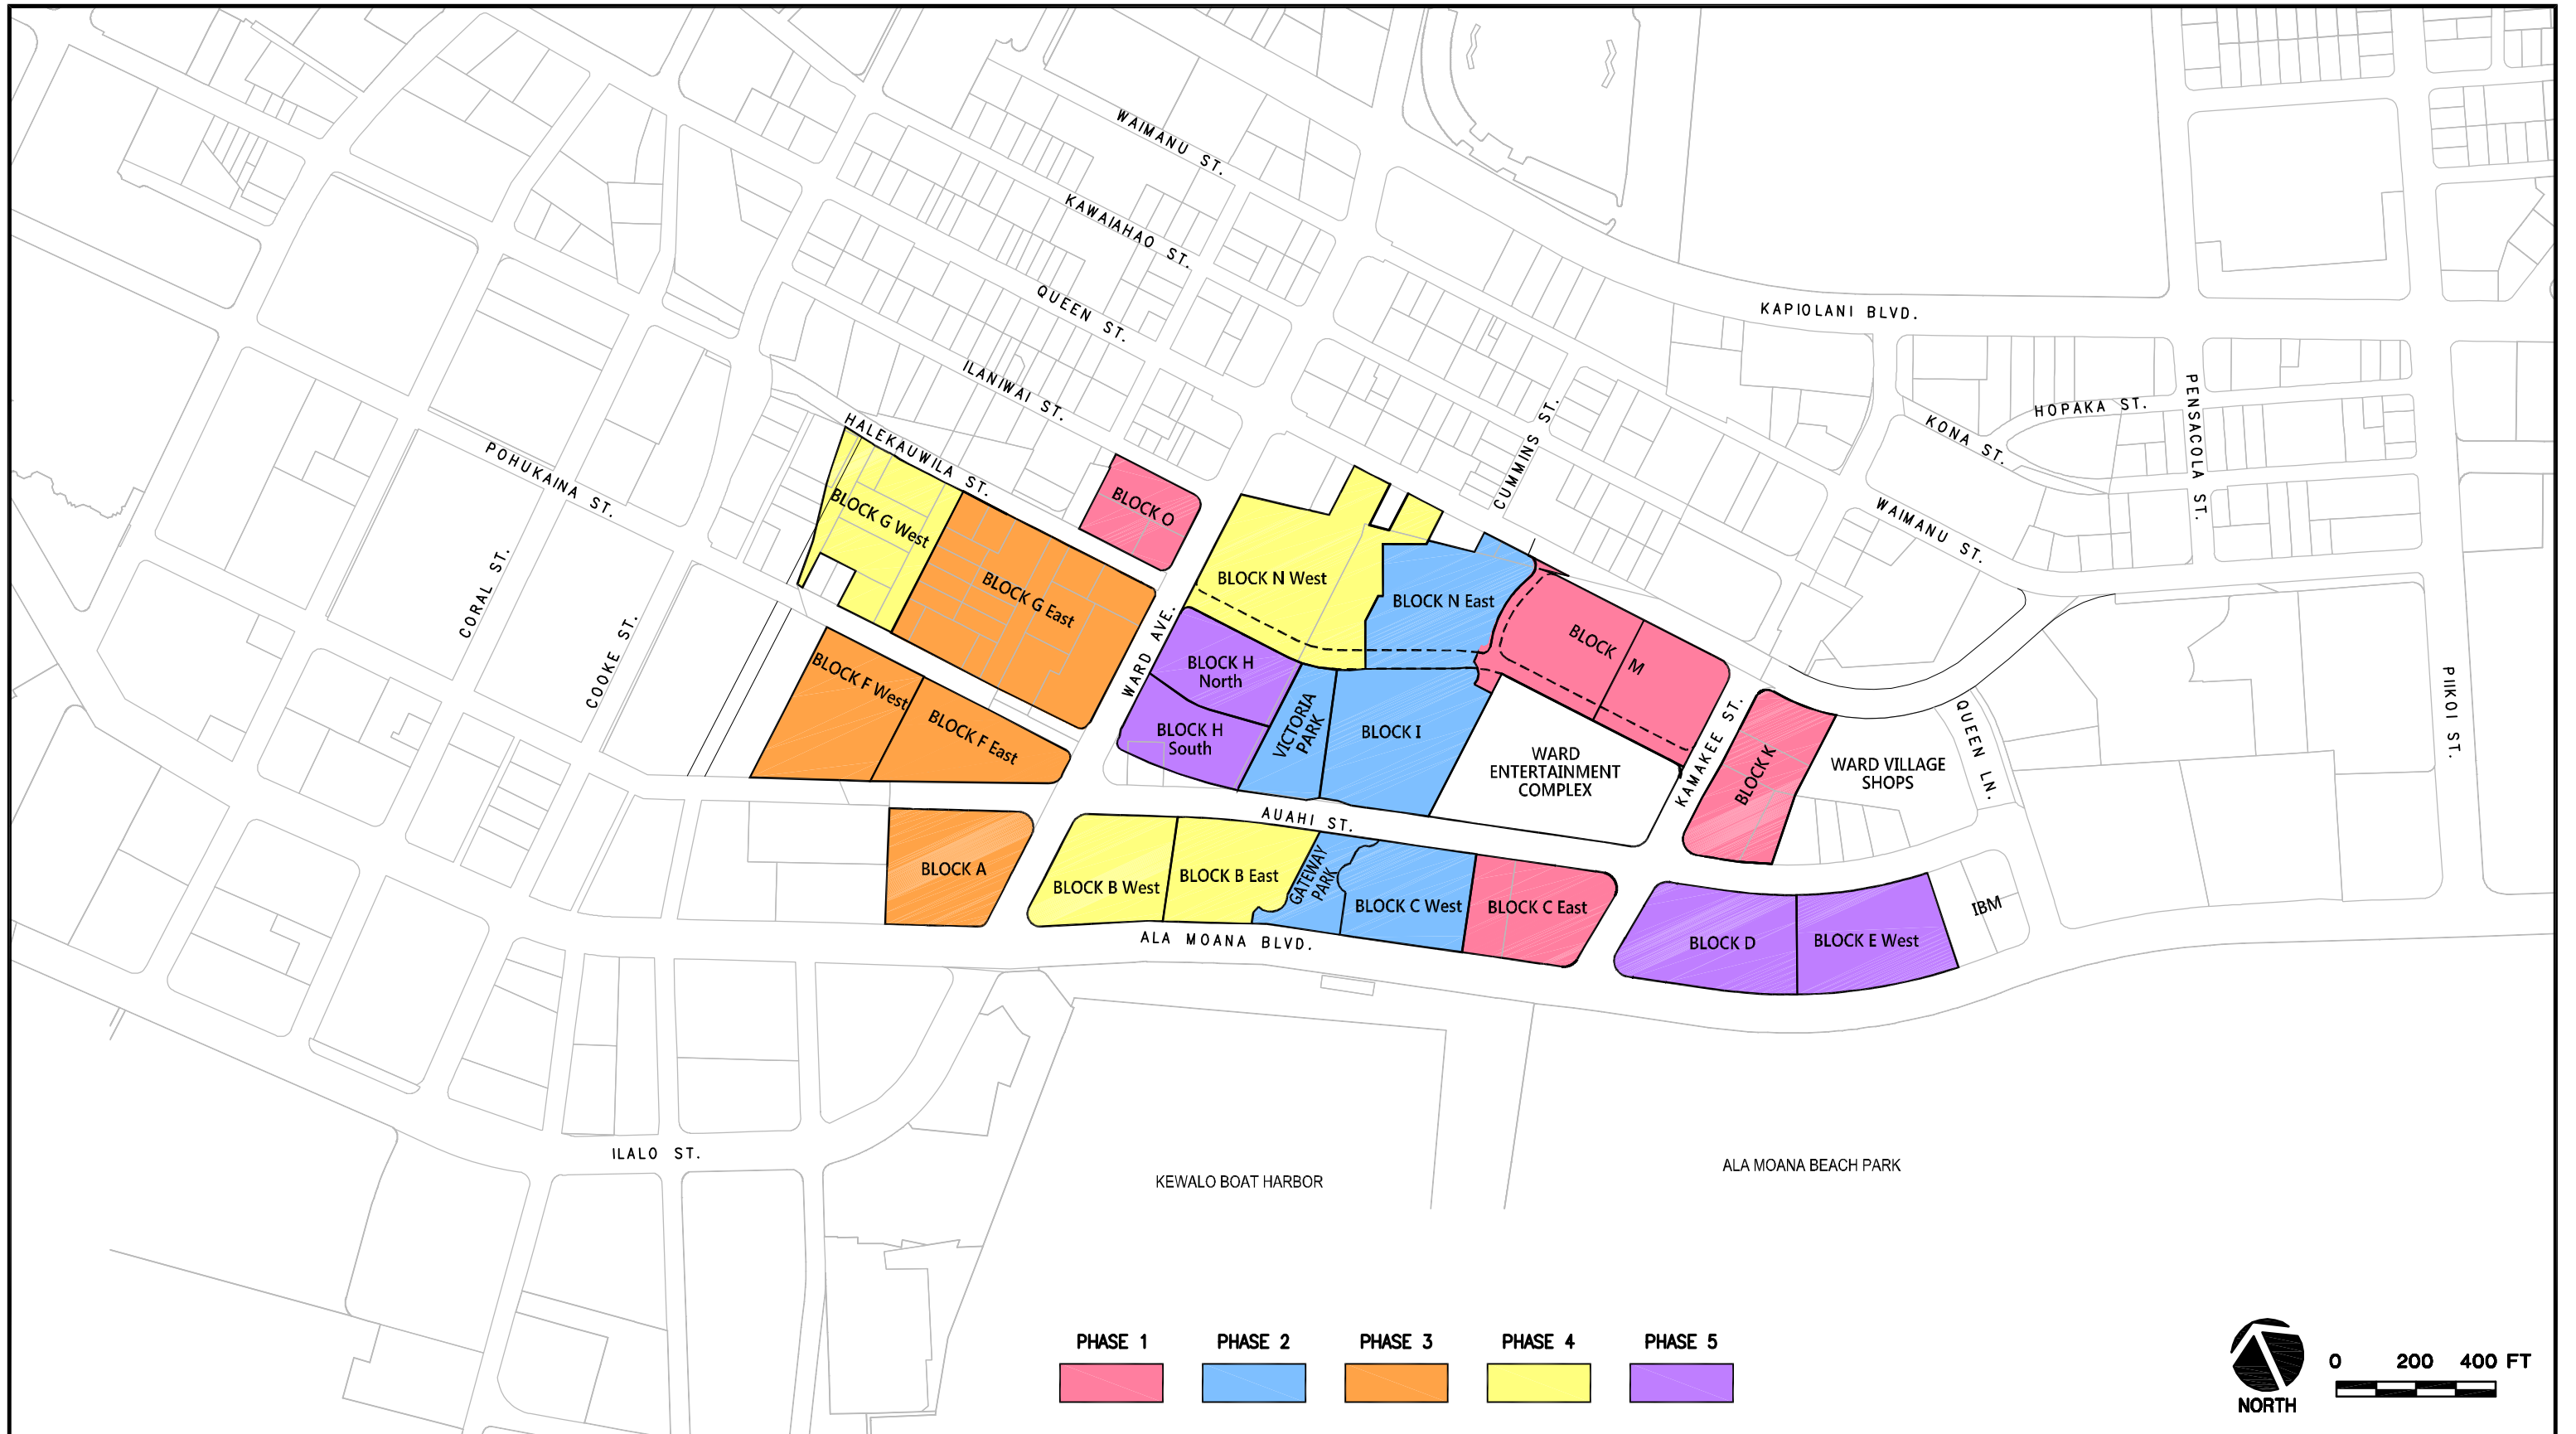 WAIMANU ST.
KAWAIAHAO ST.
QUEEN ST.
KAPIOLANI BLVD.
ILANIWAI ST.
HOPAKA ST.
PENSACOLA ST.
KONA ST.
CUMMINS ST.
HALEKAUWILA ST.
POHUKAINA ST.
WAIMANU ST.
CORAL ST.
COOKE ST.
WARD AVE.
PIIKOI ST.
QUEEN LN.
KAMAKEE ST.
BLOCK O
BLOCK G West
BLOCK G East
BLOCK N West
BLOCK N East
BLOCK M
BLOCK H
North
BLOCK H
South
VICTORIA
PARK
BLOCK I
BLOCK F West
BLOCK F East
WARD
ENTERTAINMENT
COMPLEX
BLOCK K
WARD VILLAGE
SHOPS
AUAHI ST.
BLOCK A
BLOCK B West
BLOCK B East
GATEWAY
PARK
BLOCK C West
BLOCK C East
BLOCK D
BLOCK E West
IBM
ALA MOANA BLVD.
ILALO ST.
KEWALO BOAT HARBOR
ALA MOANA BEACH PARK
PHASE 1
PHASE 2
PHASE 3
PHASE 4
PHASE 5
NORTH
0 200 400 FT